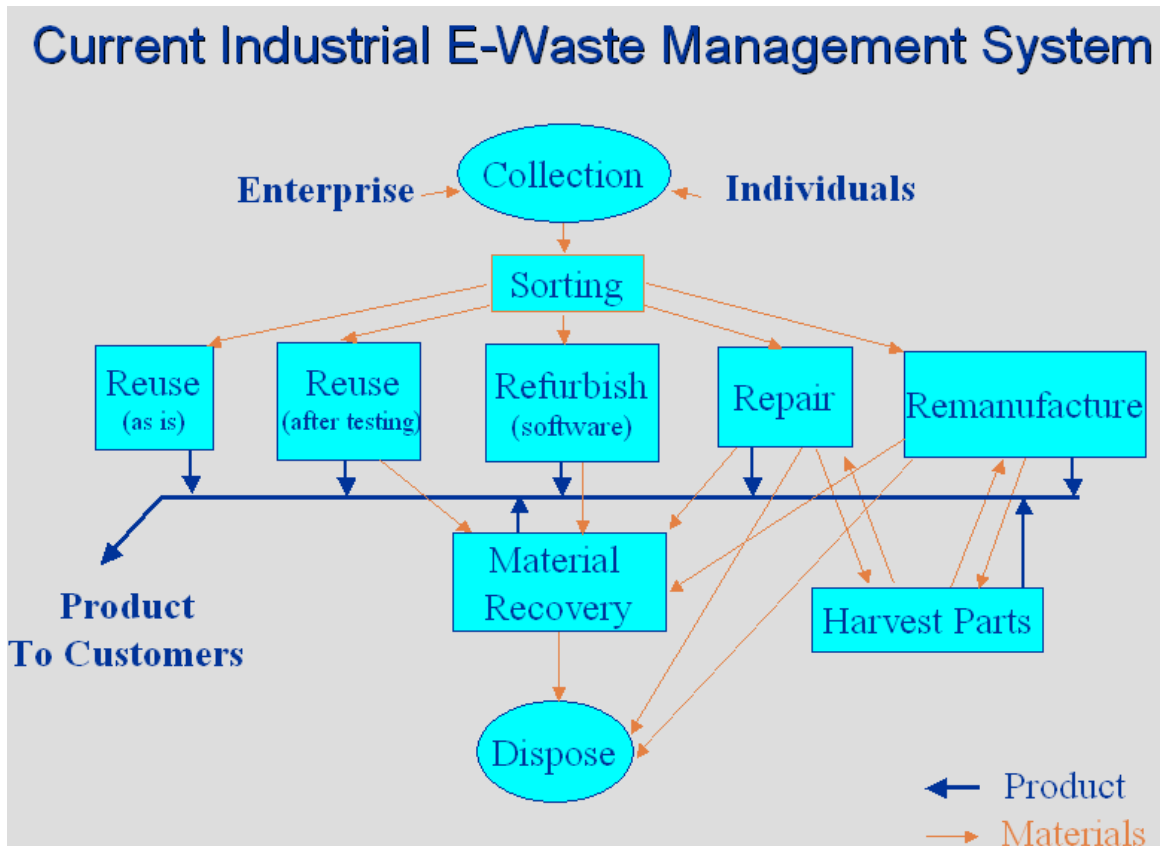 Current Industrial E-Waste Management System
Collection
Enterprise
Individuals
Sorting
Reuse
(as is)
Reuse
(after testing)
Refurbish
(software)
Repair
Remanufacture
Material
Recovery
Harvest Parts
Product
To Customers
Dispose
Product
Materials